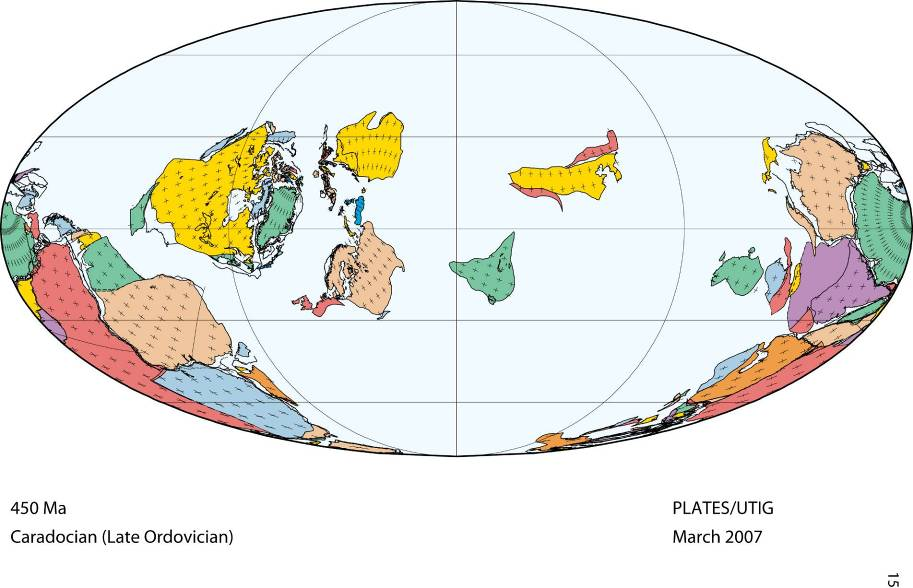 450 Ma
Caradocian (Late Ordovician)
PLATES/UTIG
March 2007
15